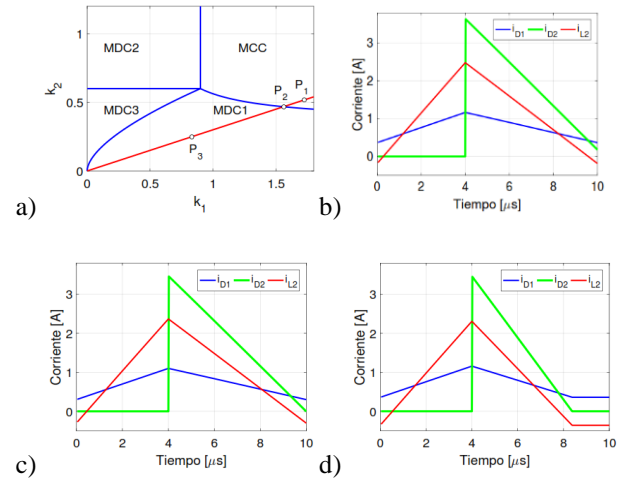 1
0.5
0
k2
MDC2
MCC
MDC3
MDC1
P2
P1
P3
0
0.5
1
1.5
k1
a)
iD1
iD2
iL2
3
2
1
0
Corriente [A]
0
2
4
6
8
10
Tiempo [μs]
b)
iD1
iD2
iL2
3
2
1
0
Corriente [A]
0
2
4
6
8
10
Tiempo [μs]
c)
iD1
iD2
iL2
3
2
1
0
Corriente [A]
0
2
4
6
8
10
Tiempo [μs]
d)